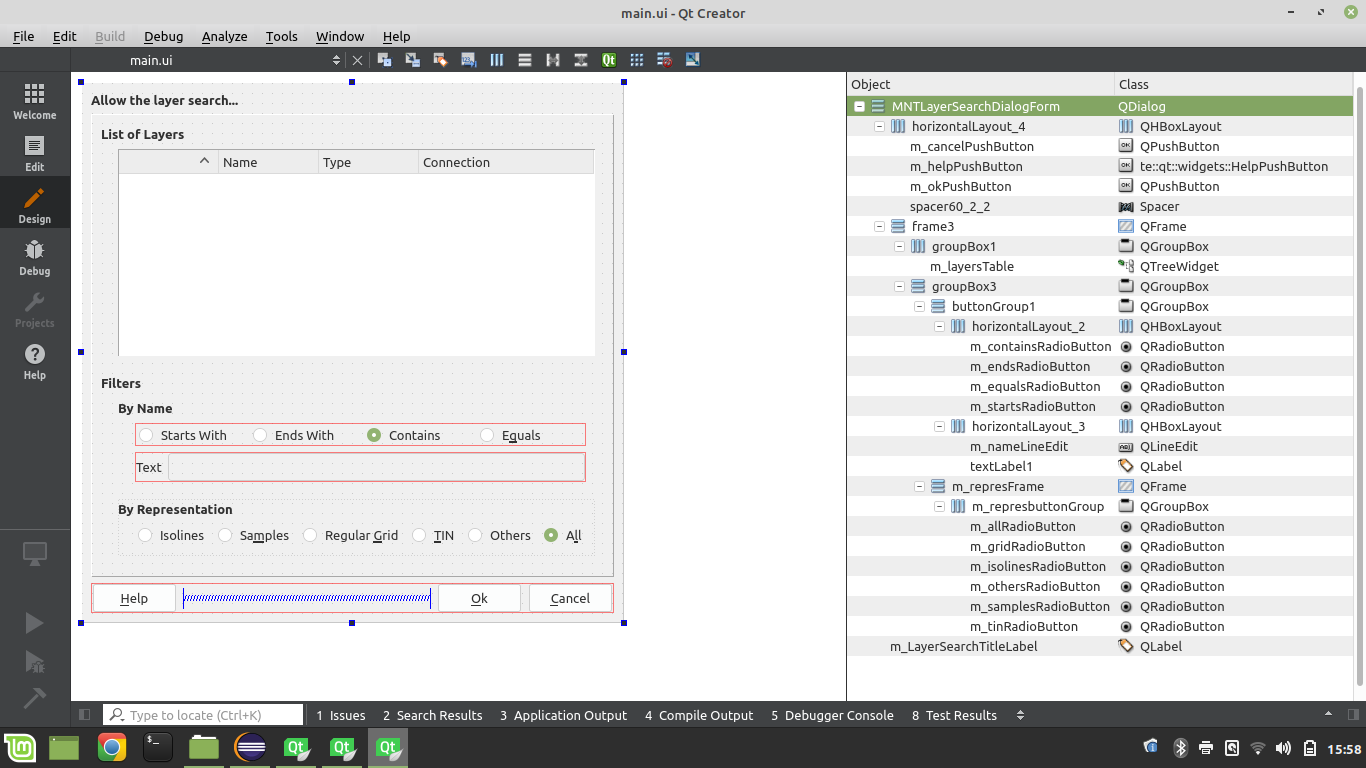 main.ui - Qt Creator
File Edit Build Debug Analyze Tools Window Help
main.ui
Qt
Welcome
Edit
Design
Debug
Projects
Help
Allow the layer search...
List of Layers
Name Type Connection
Filters
By Name
Starts With Ends With Contains Equals
Text
By Representation
Isolines Samples Regular Grid TIN Others All
Help Ok Cancel
Object Class
MNTLayerSearchDialogForm QDialog
horizontalLayout_4 QHBoxLayout
m_cancelPushButton QPushButton
m_helpPushButton te::qt::widgets::HelpPushButton
m_okPushButton QPushButton
spacer60_2_2 Spacer
frame3 QFrame
groupBox1 QGroupBox
m_layersTable QTreeWidget
groupBox3 QGroupBox
buttonGroup1 QGroupBox
horizontalLayout_2 QHBoxLayout
m_containsRadioButton QRadioButton
m_endsRadioButton QRadioButton
m_equalsRadioButton QRadioButton
m_startsRadioButton QRadioButton
horizontalLayout_3 QHBoxLayout
m_nameLineEdit QLineEdit
textLabel1 QLabel
m_represFrame QFrame
m_represbuttonGroup QGroupBox
m_allRadioButton QRadioButton
m_gridRadioButton QRadioButton
m_isolinesRadioButton QRadioButton
m_othersRadioButton QRadioButton
m_samplesRadioButton QRadioButton
m_tinRadioButton QRadioButton
m_LayerSearchTitleLabel QLabel
Type to locate (Ctrl+K) 1 Issues 2 Search Results 3 Application Output 4 Compile Output 5 Debugger Console 8 Test Results
Qt Qt Qt
15:58